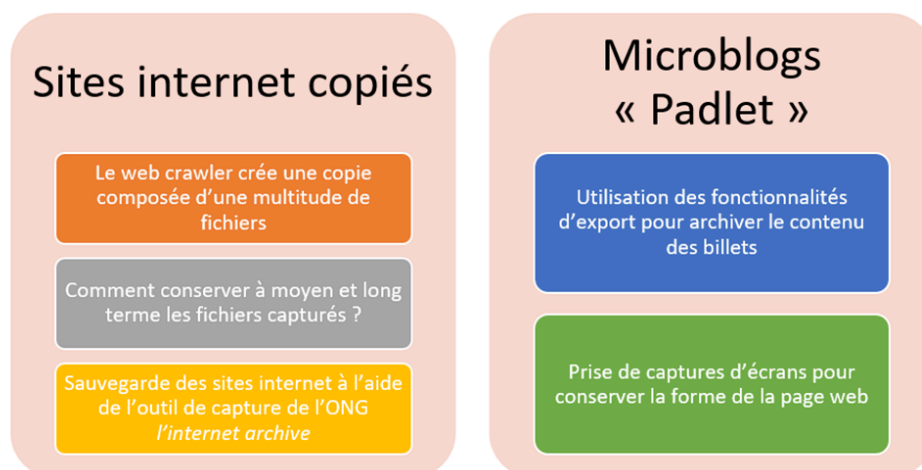 Sites internet copiés
Le web crawler crée une copie
composée d’une multitude de
fichiers
Comment conserver à moyen et long
terme les fichiers capturés ?
Sauvegarde des sites internet à l’aide
de l’outil de capture de l’ONG
l’internet archive
Microblogs
« Padlet »
Utilisation des fonctionnalités
d’export pour archiver le contenu
des billets
Prise de captures d’écrans pour
conserver la forme de la page web